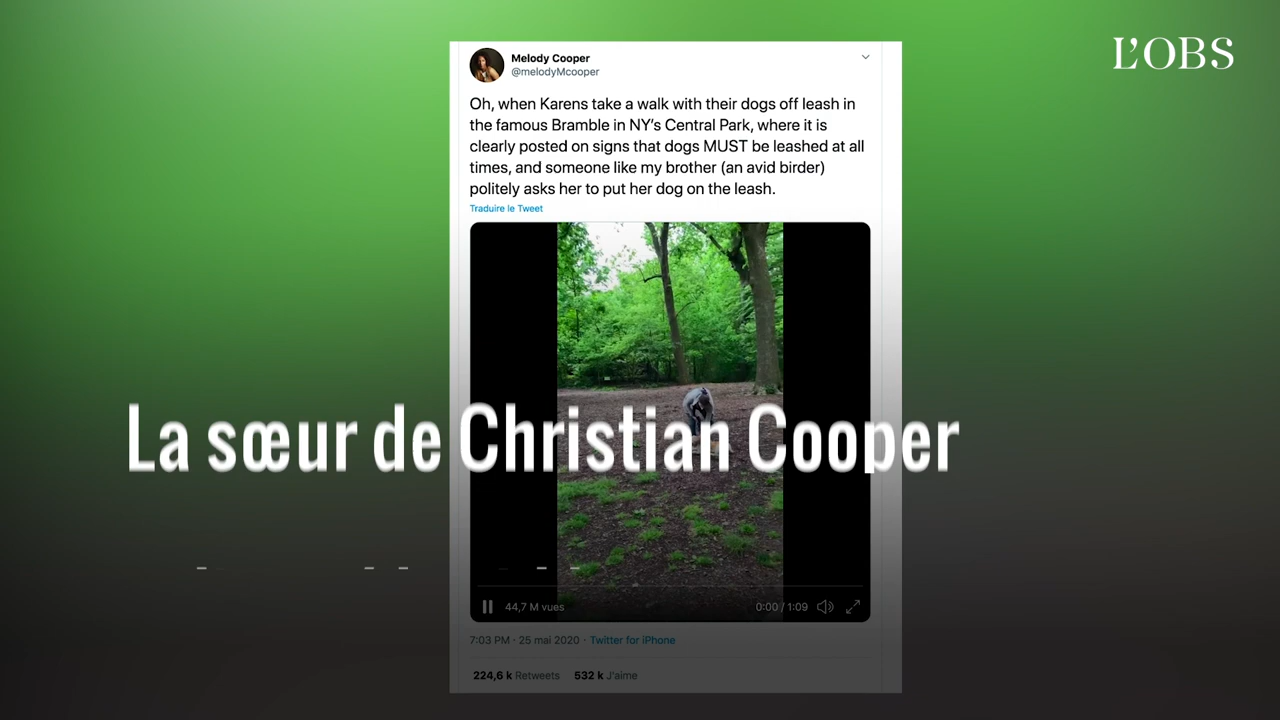 L'OBS
Melody Cooper
@melodyMcooper
Oh, when Karens take a walk with their dogs off leash in
the famous Bramble in NY's Central Park, where it is
clearly posted on signs that dogs MUST be leashed at all
times, and someone like my brother (an avid birder)
politely asks her to put her dog on the leash.
Traduire le Tweet
La sœur de Christian Cooper
44,7 M vues
0:00 / 1:09
7:03 PM · 25 mai 2020 · Twitter for iPhone
224,6 k Retweets 532 k J'aime